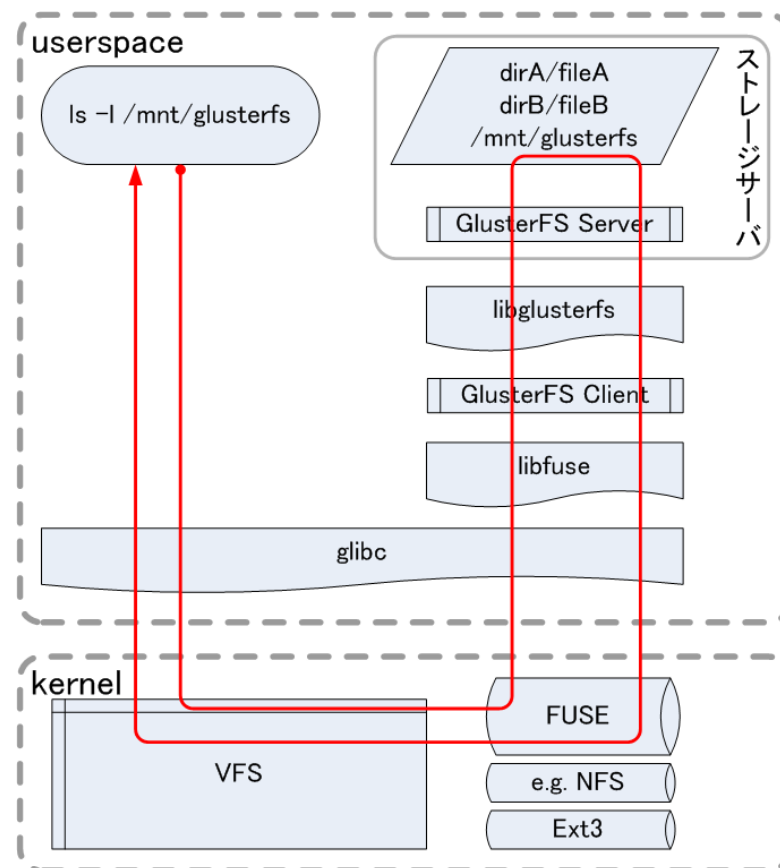 userspace
ls -l /mnt/glusterfs
dirA/fileA
dirB/fileB
/mnt/glusterfs
ストレージサーバ
GlusterFS Server
libglusterfs
GlusterFS Client
libfuse
glibc
kernel
VFS
FUSE
e.g. NFS
Ext3